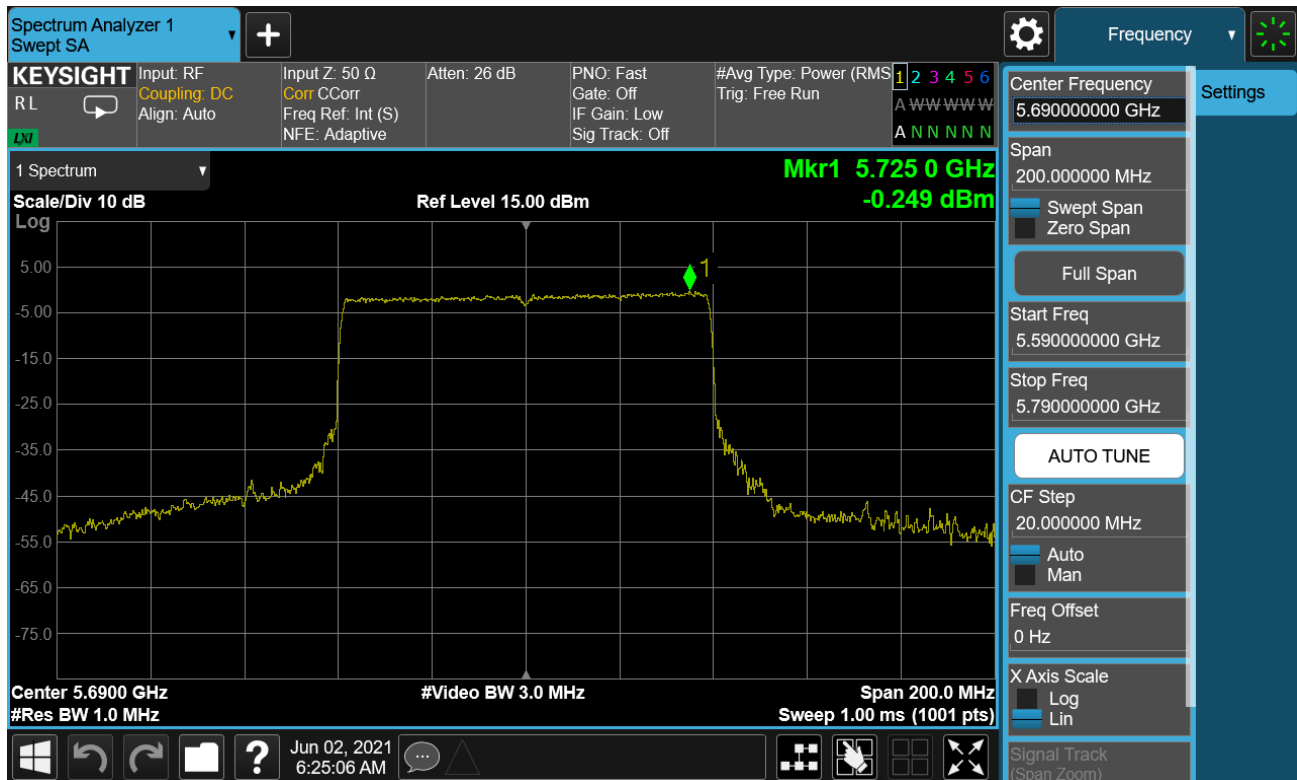 Spectrum Analyzer 1
Swept SA
Frequency
KEYSIGHT
R L
LXI
Input: RF
Coupling: DC
Align: Auto
Input Z: 50 Ω
Corr CCorr
Freq Ref: Int (S)
NFE: Adaptive
Atten: 26 dB
PNO: Fast
Gate: Off
IF Gain: Low
Sig Track: Off
#Avg Type: Power (RMS
Trig: Free Run
1 2 3 4 5 6
A W W W W W
A N N N N N
1 Spectrum
Mkr1 5.725 0 GHz
-0.249 dBm
Scale/Div 10 dB
Ref Level 15.00 dBm
Log
1
5.00
-5.00
-15.0
-25.0
-35.0
-45.0
-55.0
-65.0
-75.0
Center 5.6900 GHz
#Video BW 3.0 MHz
Span 200.0 MHz
#Res BW 1.0 MHz
Sweep 1.00 ms (1001 pts)
?
Jun 02, 2021
6:25:06 AM
Center Frequency
5.690000000 GHz
Settings
Span
200.000000 MHz
Swept Span
Zero Span
Full Span
Start Freq
5.590000000 GHz
Stop Freq
5.790000000 GHz
AUTO TUNE
CF Step
20.000000 MHz
Auto
Man
Freq Offset
0 Hz
X Axis Scale
Log
Lin
Signal Track
(Span Zoom)